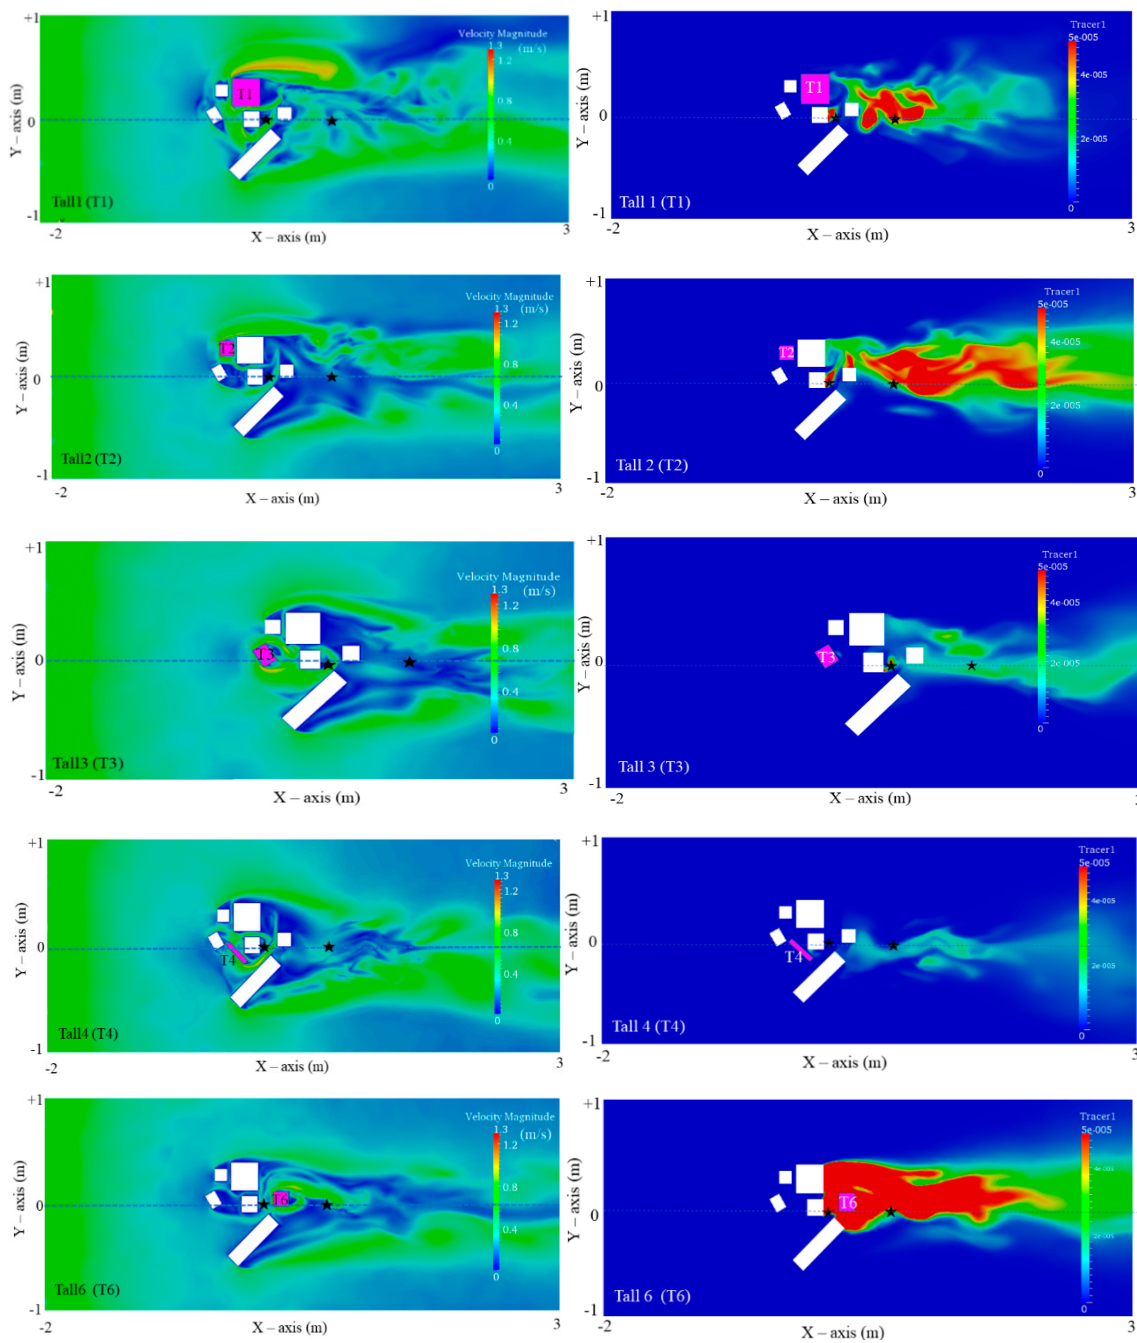 +1
Velocity Magnitude
1.3
(m/s)
1.2
0.8
0.4
0
T1
Y – axis (m)
0
Tall1 (T1)
-1
-2
3
X – axis (m)
+1
Tracer1
5e-005
4e-005
2e-005
0
T1
Y – axis (m)
0
Tall 1 (T1)
-1
-2
3
X – axis (m)
+1
Velocity Magnitude
1.3
(m/s)
1.2
0.8
0.4
0
T2
Y – axis (m)
0
Tall2 (T2)
-1
-2
3
X – axis (m)
+1
Tracer1
5e-005
4e-005
2e-005
0
T2
Y – axis (m)
0
Tall 2 (T2)
-1
-2
3
X – axis (m)
+1
Velocity Magnitude
1.3
(m/s)
1.2
0.8
0.4
0
T3
Y – axis (m)
0
Tall3 (T3)
-1
-2
3
X – axis (m)
+1
Tracer1
5e-005
4e-005
2e-005
0
T3
Y – axis (m)
0
Tall 3 (T3)
-1
-2
X – axis (m)
+1
Velocity Magnitude
1.3
(m/s)
1.2
0.8
0.4
0
T4
Y – axis (m)
0
Tall4 (T4)
-1
-2
3
X – axis (m)
+1
Tracer1
5e-005
4e-005
2e-005
0
T4
Y – axis (m)
0
Tall 4 (T4)
-1
-2
3
X – axis (m)
+1
Velocity Magnitude
1.3
(m/s)
1.2
0.8
0.4
0
T6
Y – axis (m)
0
Tall6 (T6)
-1
-2
3
X – axis (m)
+1
Tracer1
5e-005
4e-005
2e-005
0
T6
Y – axis (m)
0
Tall 6 (T6)
-1
-2
3
X – axis (m)